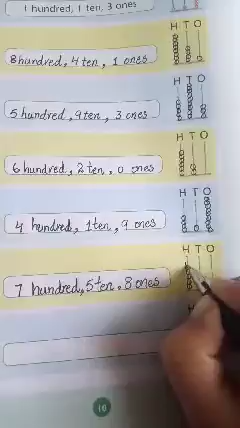 1 hundred, 1 ten, 3 ones
H T O
8 hundred, 4 ten, 1 ones
H T O
5 hundred, 9 ten, 3 ones
H T O
6 hundred, 2 ten, 0 ones
H T O
4 hundred, 1 ten, 9 ones
H T O
7 hundred, 5 ten, 8 ones
H
10